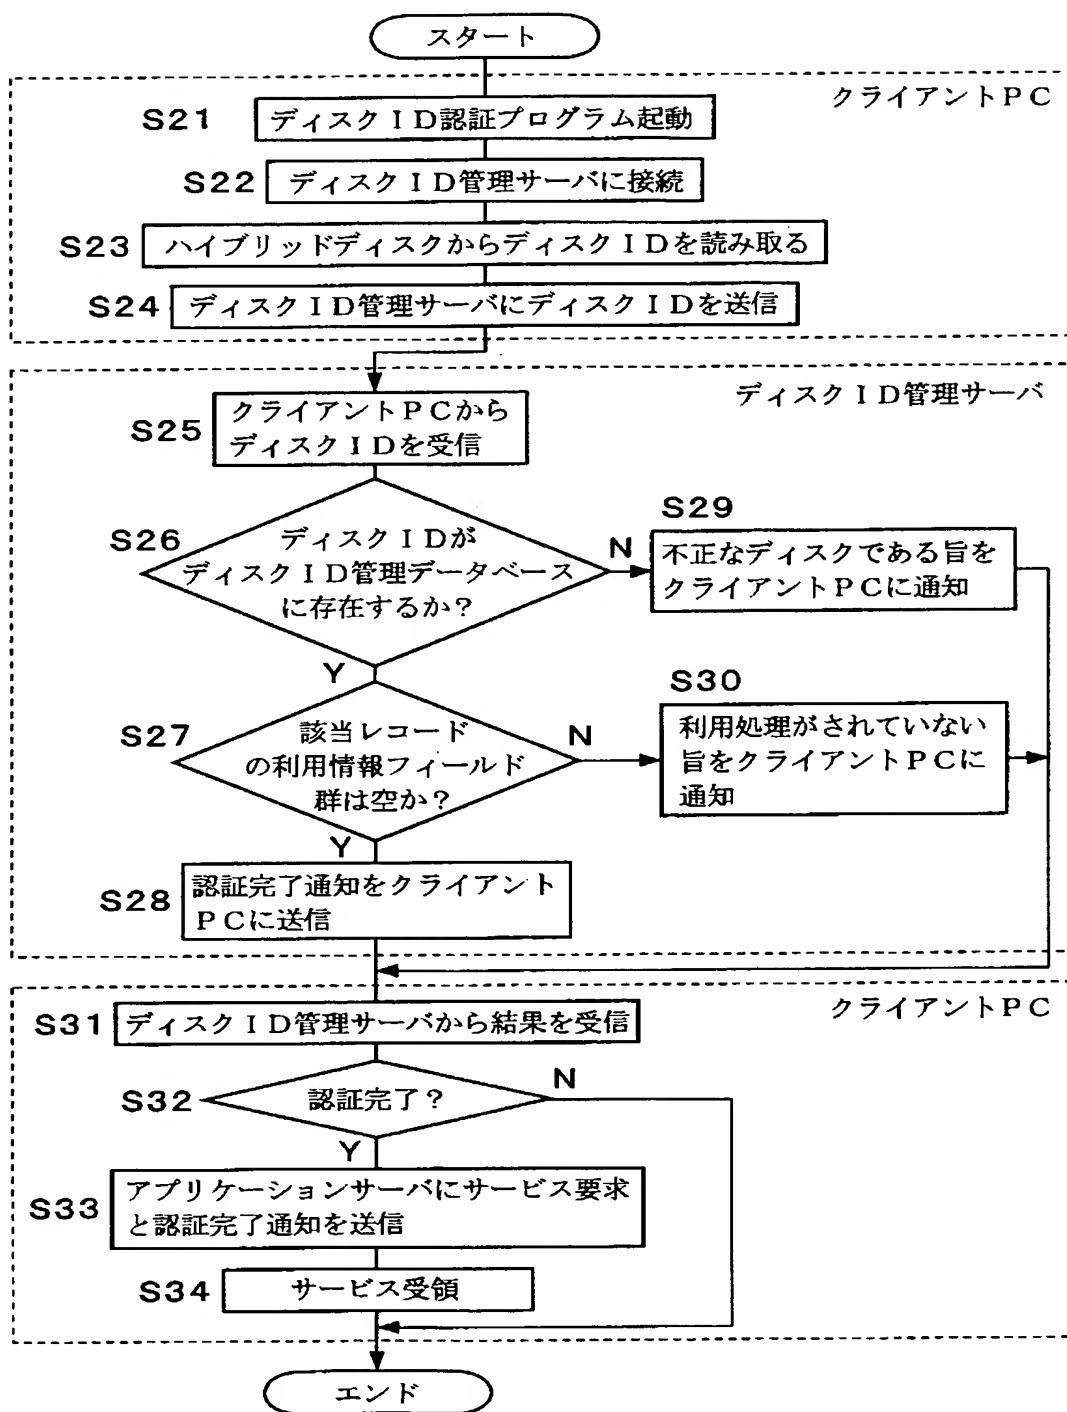 スタート
クライアントPC
S21
ディスクID認証プログラム起動
S22
ディスクID管理サーバに接続
S23
ハイブリッドディスクからディスクIDを読み取る
S24
ディスクID管理サーバにディスクIDを送信
ディスクID管理サーバ
S25
クライアントPCから
ディスクIDを受信
S26
ディスクIDが
ディスクID管理データベース
に存在するか?
N
S29
不正なディスクである旨を
クライアントPCに通知
Y
S27
該当レコード
の利用情報フィールド
群は空か?
N
S30
利用処理がされていない
旨をクライアントPCに
通知
Y
S28
認証完了通知をクライアント
PCに送信
クライアントPC
S31
ディスクID管理サーバから結果を受信
S32
認証完了?
N
Y
S33
アプリケーションサーバにサービス要求
と認証完了通知を送信
S34
サービス受領
エンド